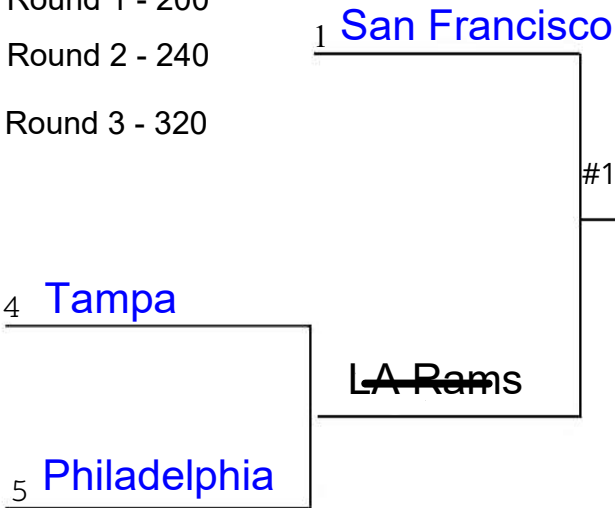 Round 1 - 200
1 San Francisco
Round 2 - 240
Round 3 - 320
#1
4 Tampa
LA Rams
5 Philadelphia